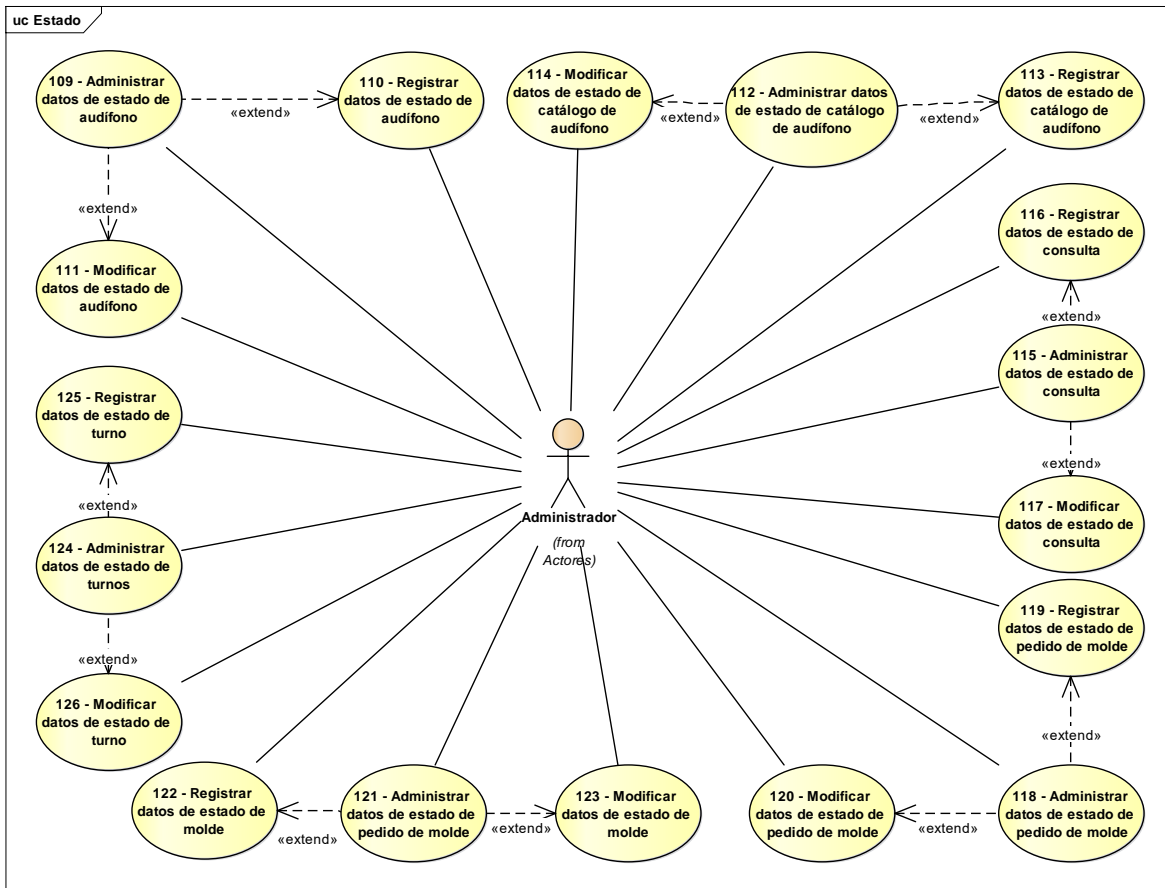 uc Estado
109 - Administrar
datos de estado de
audífono
«extend»
110 - Registrar
datos de estado de
audífono
114 - Modificar
datos de estado de
catálogo de
audífono
«extend»
112 - Administrar datos
de estado de catálogo
de audífono
«extend»
113 - Registrar
datos de estado de
catálogo de
audífono
«extend»
111 - Modificar
datos de estado de
audífono
116 - Registrar
datos de estado de
consulta
«extend»
115 - Administrar
datos de estado de
consulta
«extend»
117 - Modificar
datos de estado de
consulta
125 - Registrar
datos de estado de
turno
«extend»
124 - Administrar
datos de estado de
turnos
«extend»
126 - Modificar
datos de estado de
turno
Administrador
(from
Actores)
119 - Registrar
datos de estado de
pedido de molde
«extend»
122 - Registrar
datos de estado de
molde
«extend»
121 - Administrar
datos de estado de
pedido de molde
«extend»
123 - Modificar
datos de estado de
molde
120 - Modificar
datos de estado de
pedido de molde
«extend»
118 - Administrar
datos de estado de
pedido de molde